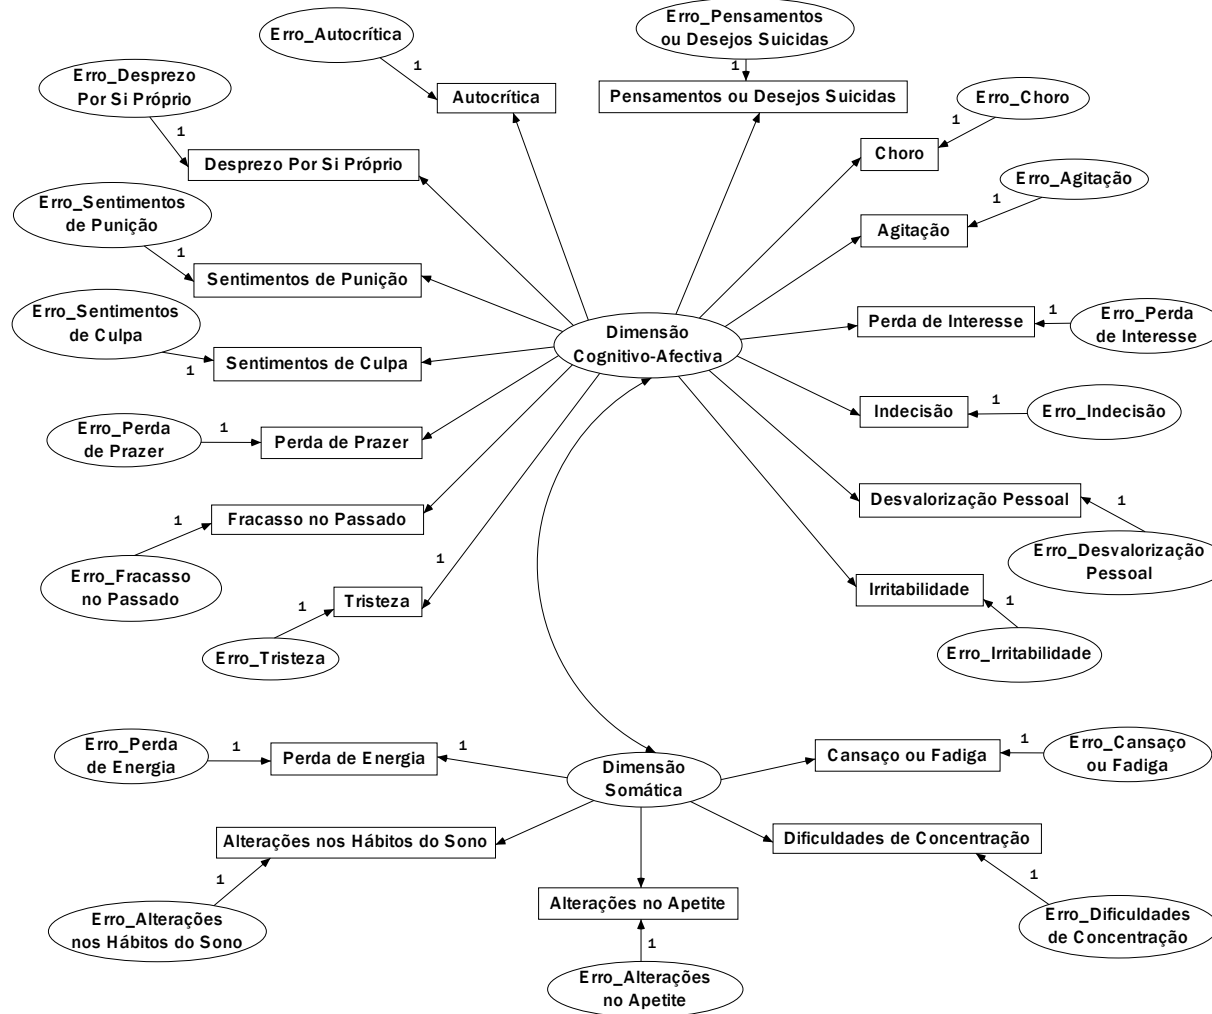 Erro_Pensamentos
ou Desejos Suicidas
Erro_Autocrítica
1
1
Autocrítica
Pensamentos ou Desejos Suicidas
Erro_Desprezo
Por Si Próprio
1
Desprezo Por Si Próprio
Erro_Choro
1
Choro
Erro_Agitação
1
Agitação
Erro_Sentimentos
de Punição
1
Sentimentos de Punição
Erro_Sentimentos
de Culpa
1
Sentimentos de Culpa
Dimensão
Cognitivo-Afectiva
Perda de Interesse
1
Erro_Perda
de Interesse
Erro_Perda
de Prazer
1
Perda de Prazer
Indecisão
1
Erro_Indecisão
Fracasso no Passado
1
Erro_Fracasso
no Passado
Desvalorização Pessoal
1
Erro_Desvalorização
Pessoal
1
Tristeza
1
Erro_Tristeza
Irritabilidade
1
Erro_Irritabilidade
Erro_Perda
de Energia
1
Perda de Energia
1
Dimensão
Somática
Cansaço ou Fadiga
1
Erro_Cansaço
ou Fadiga
Alterações nos Hábitos do Sono
1
Erro_Alterações
nos Hábitos do Sono
Dificuldades de Concentração
1
Erro_Dificuldades
de Concentração
Alterações no Apetite
1
Erro_Alterações
no Apetite